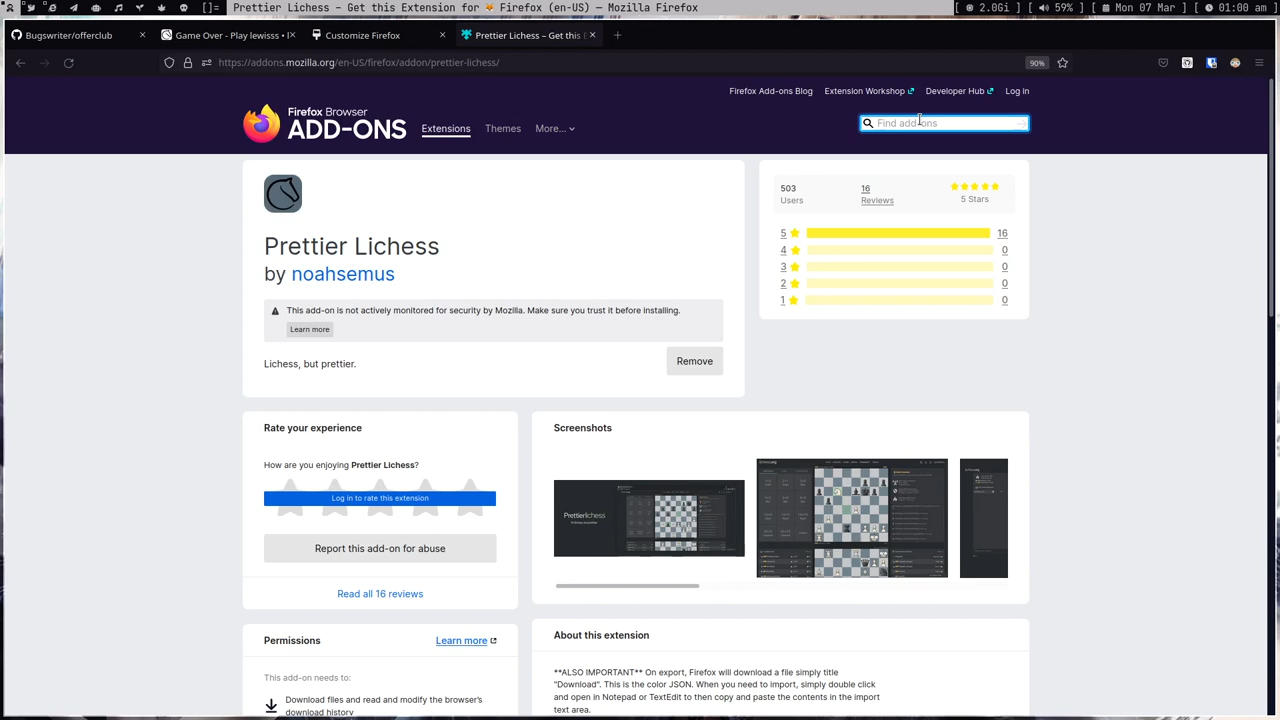 []= Prettier Lichess – Get this Extension for 🦊 Firefox (en-US) — Mozilla Firefox
2.0Gi 59% Mon 07 Mar 01:00 am
Bugswriter/offerclub
Game Over - Play lewisss •
Customize Firefox
Prettier Lichess – Get this E
https://addons.mozilla.org/en-US/firefox/addon/prettier-lichess/
90%
Firefox Add-ons Blog Extension Workshop Developer Hub Log in
Firefox Browser
ADD-ONS
Extensions Themes More...
Find add-ons
Prettier Lichess
by noahsemus
This add-on is not actively monitored for security by Mozilla. Make sure you trust it before installing.
Learn more
Lichess, but prettier.
Remove
503 16
Users Reviews 5 Stars
5 16
4 0
3 0
2 0
1 0
Rate your experience
How are you enjoying Prettier Lichess?
Log in to rate this extension
Report this add-on for abuse
Read all 16 reviews
Screenshots
Prettierlichess
Permissions Learn more
This add-on needs to:
Download files and read and modify the browser's
download history
About this extension
**ALSO IMPORTANT** On export, Firefox will download a file simply title
"Download". This is the color JSON. When you need to import, simply double click
and open in Notepad or TextEdit to then copy and paste the contents in the import
text area.